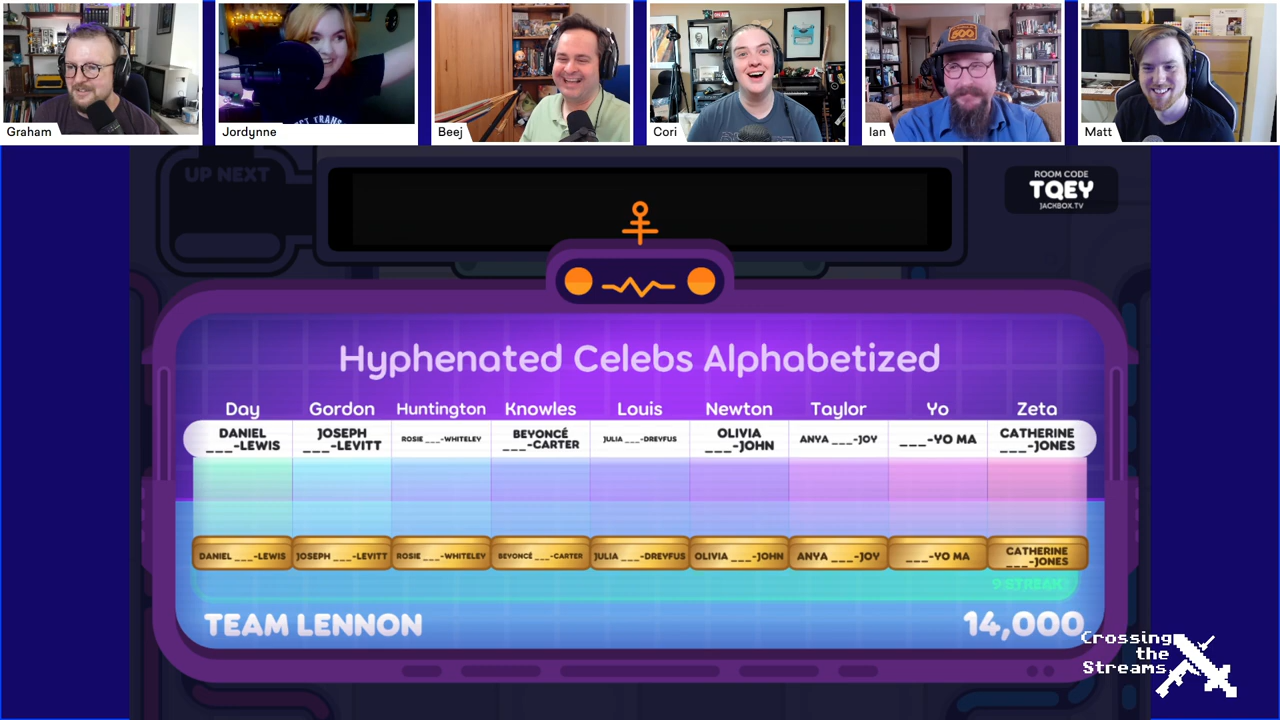 Graham
Jordynne
Beej
Cori
Ian
Matt
500
UP NEXT
ROOM CODE
TQEY
JACKBOX.TV
Hyphenated Celebs Alphabetized
Day Gordon Huntington Knowles Louis Newton Taylor Yo Zeta
DANIEL ___-LEWIS
JOSEPH ___-LEVITT
ROSIE ___-WHITELEY
BEYONCÉ ___-CARTER
JULIA ___-DREYFUS
OLIVIA ___-JOHN
ANYA ___-JOY
___-YO MA
CATHERINE ___-JONES
DANIEL ___-LEWIS
JOSEPH ___-LEVITT
ROSIE ___-WHITELEY
BEYONCÉ ___-CARTER
JULIA ___-DREYFUS
OLIVIA ___-JOHN
ANYA ___-JOY
___-YO MA
CATHERINE ___-JONES
9 STREAK
TEAM LENNON
14,000
Crossing
the
Streams